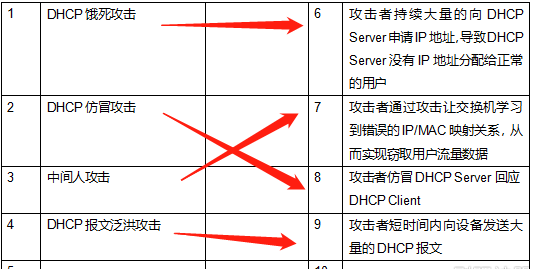 1 DHCP 饿死攻击 6 攻击者持续大量的向 DHCP
Server 申请 IP 地址,导致 DHCP
Server 没有 IP 地址分配给正常
的用户
2 DHCP 仿冒攻击 7 攻击者通过攻击让交换机学习
到错误的 IP/MAC 映射关系，从
而实现窃取用户流量数据
3 中间人攻击 8 攻击者仿冒 DHCP Server 回应
DHCP Client
4 DHCP 报文泛洪攻击 9 攻击者短时间内向设备发送大
量的 DHCP 报文